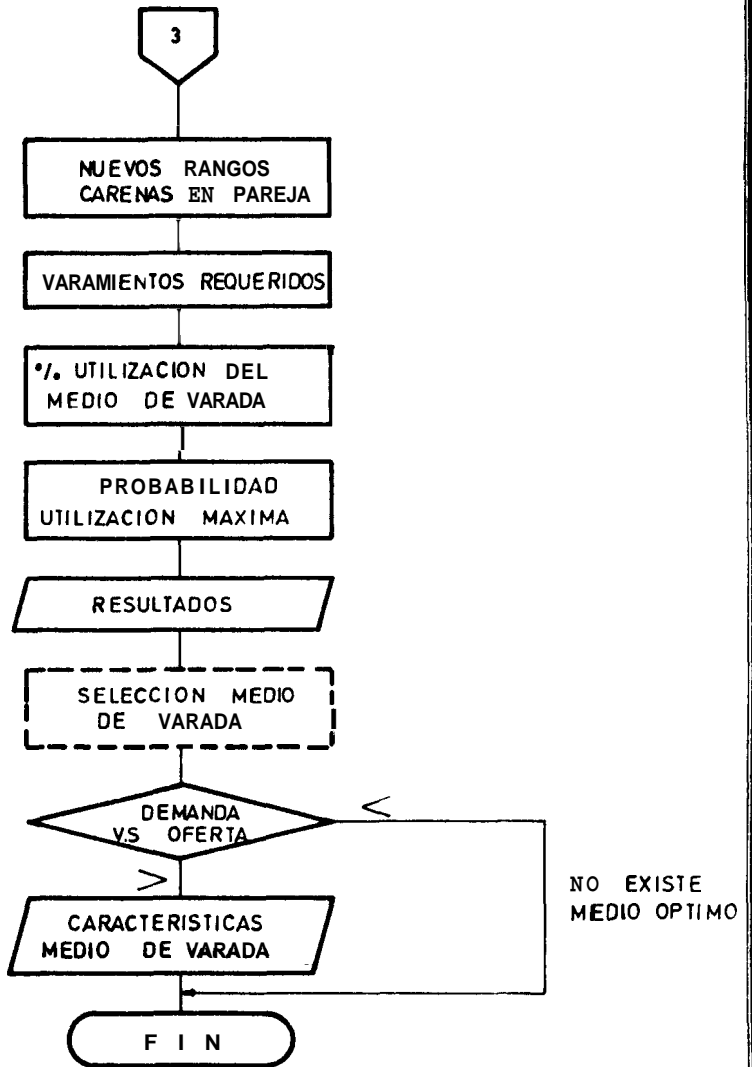 3
NUEVOS RANGOS
CARENAS EN PAREJA
VARAMIENTOS REQUERIDOS
% UTILIZACION DEL
MEDIO DE VARADA
PROBABILIDAD
UTILIZACION MAXIMA
RESULTADOS
SELECCION MEDIO
DE VARADA
DEMANDA
V.S OFERTA
<
>
NO EXISTE
MEDIO OPTIMO
CARACTERISTICAS
MEDIO DE VARADA
F I N